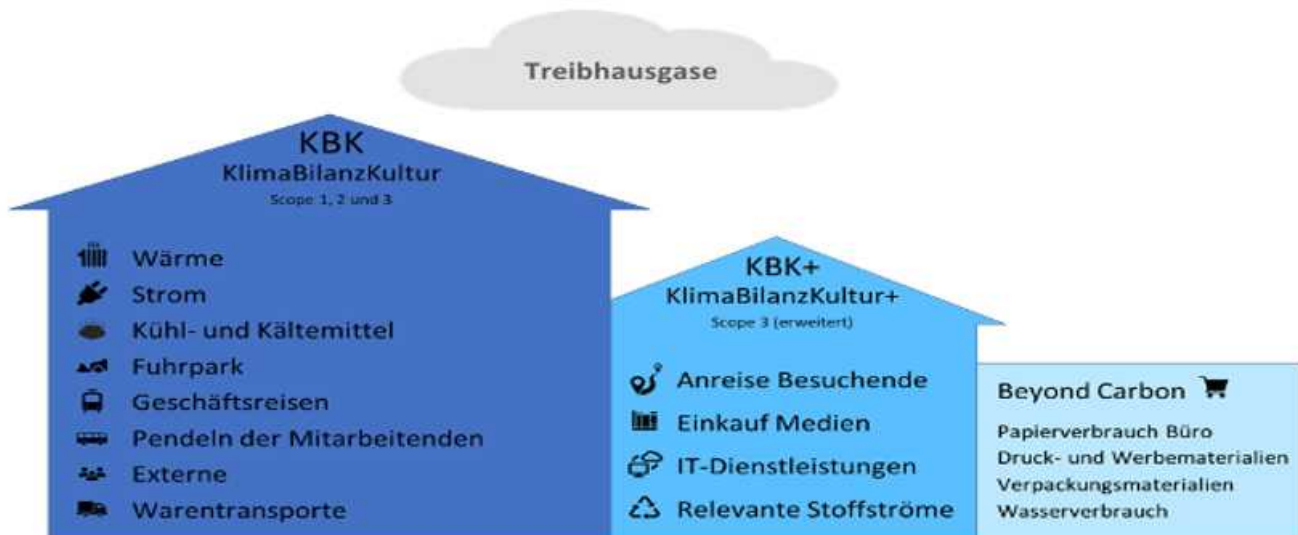 Treibhausgase
KBK
KlimaBilanzKultur
Scope 1, 2 und 3
Wärme
Strom
Kühl- und Kältemittel
Fuhrpark
Geschäftsreisen
Pendeln der Mitarbeitenden
Externe
Warentransporte
KBK+
KlimaBilanzKultur+
Scope 3 (erweitert)
Anreise Besuchende
Einkauf Medien
IT-Dienstleistungen
Relevante Stoffströme
Beyond Carbon
Papierverbrauch Büro
Druck- und Werbematerialien
Verpackungsmaterialien
Wasserverbrauch